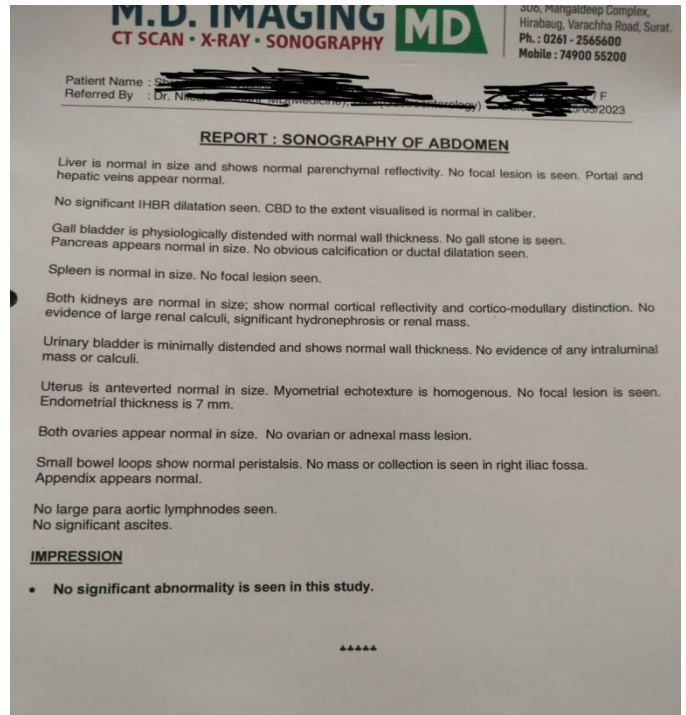 M.D. IMAGING
CT SCAN • X-RAY • SONOGRAPHY
MD
306, Mangaldeep Complex,
Hirabaug, Varachha Road, Surat.
Ph. : 0261 - 2565600
Mobile : 74900 55200
Patient Name :
F
Referred By : Dr.
/2023
REPORT : SONOGRAPHY OF ABDOMEN
Liver is normal in size and shows normal parenchymal reflectivity. No focal lesion is seen. Portal and
hepatic veins appear normal.
No significant IHBR dilatation seen. CBD to the extent visualised is normal in caliber.
Gall bladder is physiologically distended with normal wall thickness. No gall stone is seen.
Pancreas appears normal in size. No obvious calcification or ductal dilatation seen.
Spleen is normal in size. No focal lesion seen.
Both kidneys are normal in size; show normal cortical reflectivity and cortico-medullary distinction. No
evidence of large renal calculi, significant hydronephrosis or renal mass.
Urinary bladder is minimally distended and shows normal wall thickness. No evidence of any intraluminal
mass or calculi.
Uterus is anteverted normal in size. Myometrial echotexture is homogenous. No focal lesion is seen.
Endometrial thickness is 7 mm.
Both ovaries appear normal in size. No ovarian or adnexal mass lesion.
Small bowel loops show normal peristalsis. No mass or collection is seen in right iliac fossa.
Appendix appears normal.
No large para aortic lymphnodes seen.
No significant ascites.
IMPRESSION
• No significant abnormality is seen in this study.
♣♣♣♣♣